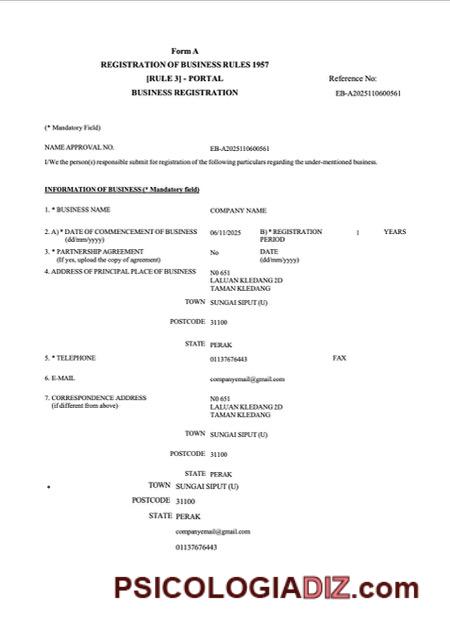 Form A
REGISTRATION OF BUSINESS RULES 1957
[RULE 3] - PORTAL
Reference No:
BUSINESS REGISTRATION
EB-A2025110600561
(* Mandatory Field)
NAME APPROVAL NO.
EB-A2025110600561
I/We the person(s) responsible submit for registration of the following particulars regarding the under-mentioned business.
INFORMATION OF BUSINESS (* Mandatory field)
1. * BUSINESS NAME COMPANY NAME
2. A) * DATE OF COMMENCEMENT OF BUSINESS 06/11/2025 B) * REGISTRATION 1 YEARS
(dd/mm/yyyy) PERIOD
3. * PARTNERSHIP AGREEMENT No DATE
(If yes, upload the copy of agreement) (dd/mm/yyyy)
4. ADDRESS OF PRINCIPAL PLACE OF BUSINESS N0 651
LALUAN KLEDANG 2D
TAMAN KLEDANG
TOWN SUNGAI SIPUT (U)
POSTCODE 31100
STATE PERAK
5. * TELEPHONE 01137676443 FAX
6. E-MAIL companyemail@gmail.com
7. CORRESPONDENCE ADDRESS N0 651
(if different from above) LALUAN KLEDANG 2D
TAMAN KLEDANG
TOWN SUNGAI SIPUT (U)
POSTCODE 31100
STATE PERAK
• TOWN SUNGAI SIPUT (U)
POSTCODE 31100
STATE PERAK
companyemail@gmail.com
01137676443
PSICOLOGIADIZ.com